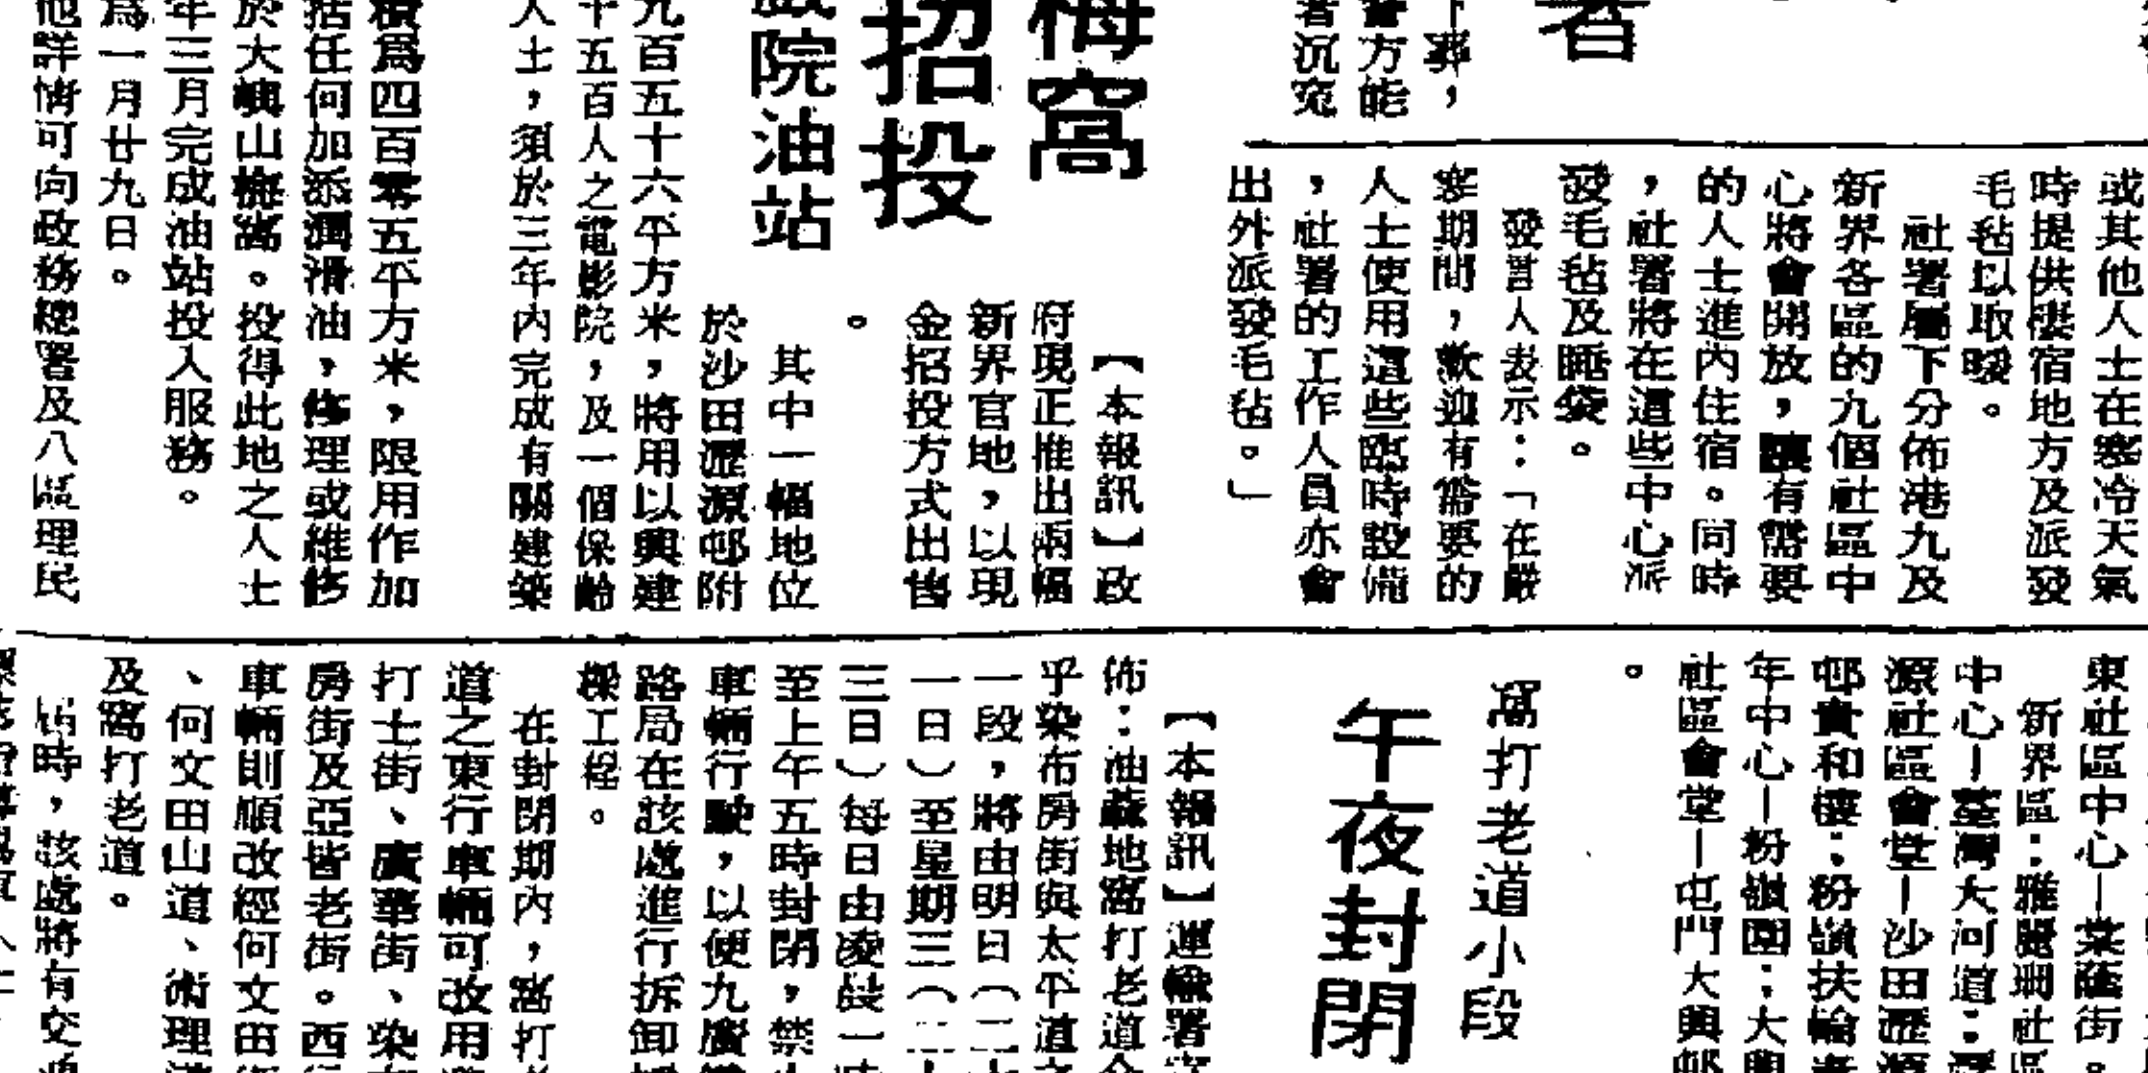 者
下葬，
會方能
者沉寃
或其他人士在寒冷天氣
時提供棲宿地方及派發
毛毡以取暖。
社署屬下分佈港九及
新界各區的九個社區中
心將會開放，讓有需要
的人士進內住宿。同時
，社署將在這些中心派
發毛毡及睡袋。
發言人表示：「在嚴
寒期間，歡迎有需要的
人士使用這些臨時設備
，社署的工作人員亦會
出外派發毛毡。」
梅窩
招投
戲院油站
【本報訊】政
府現正推出兩幅
新界官地，以現
金招投方式出售
。
其中一幅地位
於沙田瀝源邨附
九百五十六平方米，將用以興建
十五百人之電影院，及一個保齡
人士，須於三年內完成有關建築
積爲四百零五平方米，限用作加
括任何加添潤滑油，修理或維修
於大嶼山梅窩。投得此地之人士
年三月完成油站投入服務。
爲一月廿九日。
他詳情可向政務總署及八區理民
東社區中心—棠蔭街。
新界區：雅麗珊社區
中心—荃灣大河道：瀝
源社區會堂—沙田瀝源
邨貴和樓：粉嶺扶輪青
年中心—粉嶺圍；大興
社區會堂—屯門大興邨
。
窩打老道小段
午夜封閉
【本報訊】運輸署宣
佈：油蔴地窩打老道介
乎染布房街與太平道之
一段，將由明日（二十
一日）至星期三（二十
三日）每日由凌晨一時
至上午五時封閉，禁止
車輛行駛，以便九廣鐵
路局在該處進行拆卸橋
樑工程。
在封閉期內，窩打老
道之東行車輛可改用
打士街、廣華街、染布
房街及亞皆老街。西行
車輛則順改經何文田街
、何文田山道、衛理道
及窩打老道。
屆時，該處將有交通